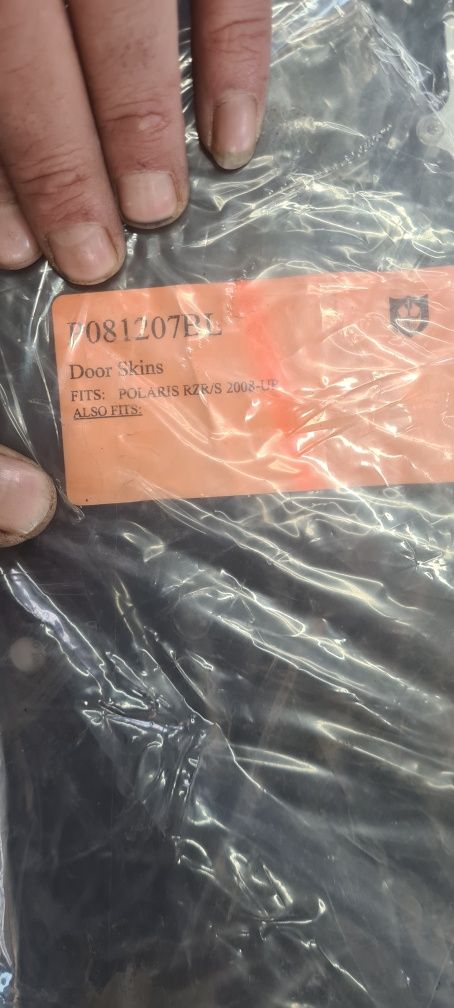 P081207BL
Door Skins
FITS: POLARIS RZR/S 2008-UP
ALSO FITS: